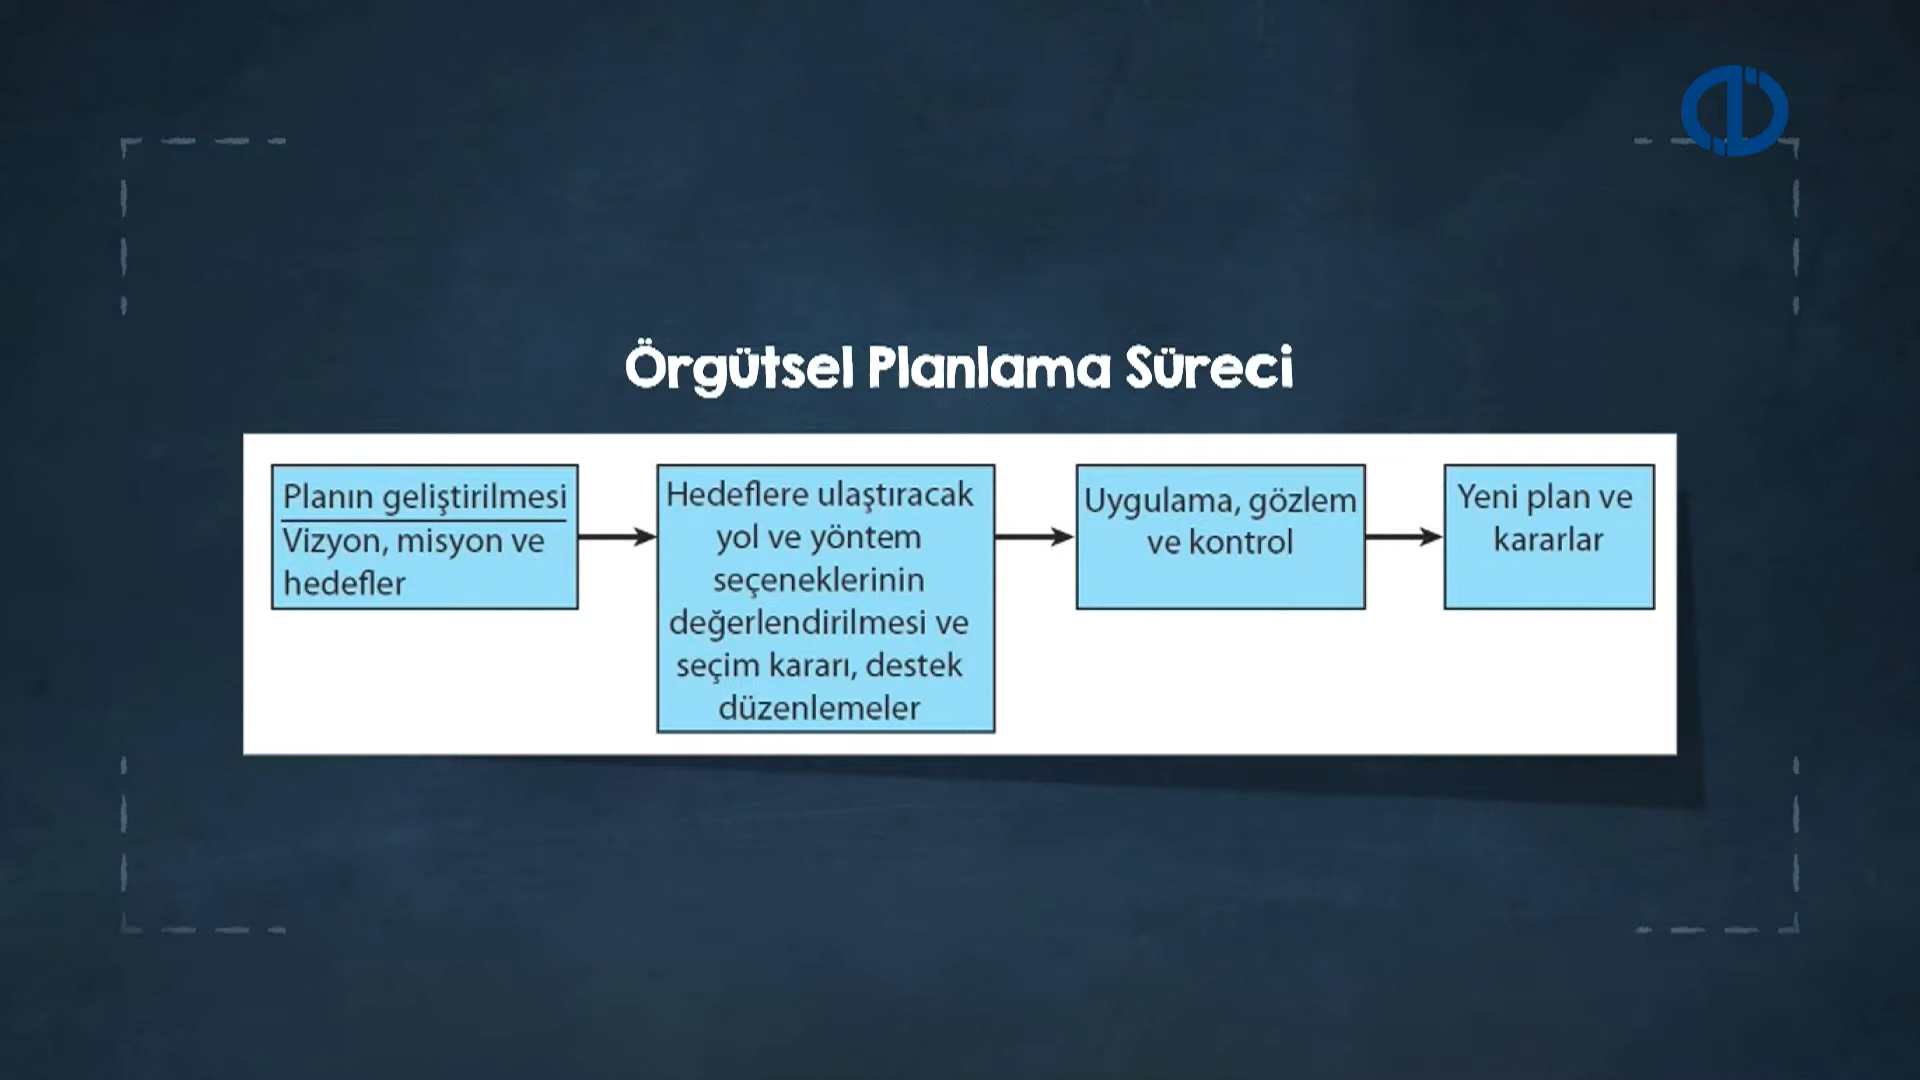 Örgütsel Planlama Süreci
Planın geliştirilmesi
Vizyon, misyon ve
hedefler
Hedeflere ulaştıracak
yol ve yöntem
seçeneklerinin
değerlendirilmesi ve
seçim kararı, destek
düzenlemeler
Uygulama, gözlem
ve kontrol
Yeni plan ve
kararlar